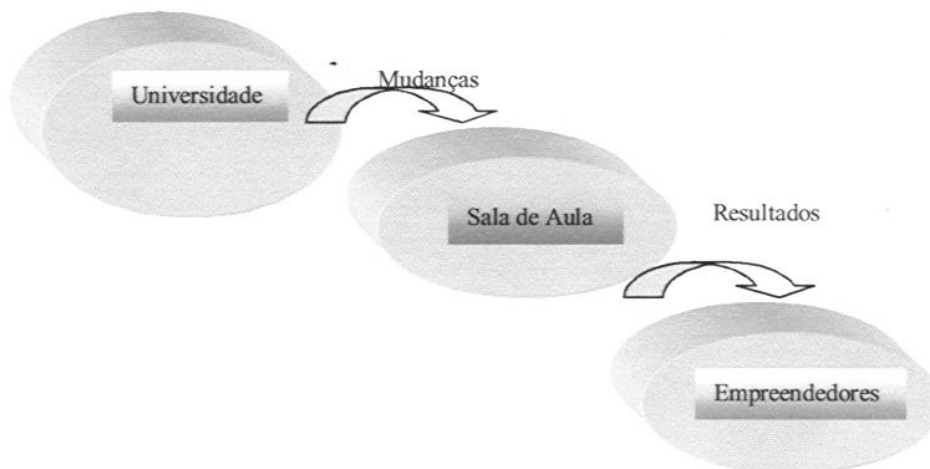 Universidade
Mudanças
Sala de Aula
Resultados
Empreendedores